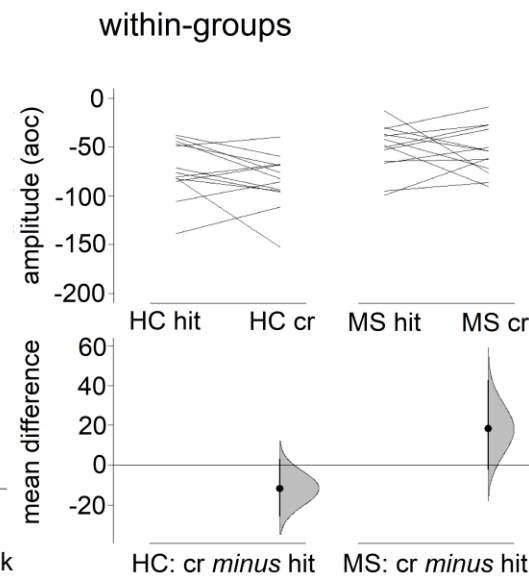 within-groups
amplitude (aoc)
0
-50
-100
-150
-200
HC hit HC cr MS hit MS cr
mean difference
60
40
20
0
-20
k
HC: cr minus hit MS: cr minus hit